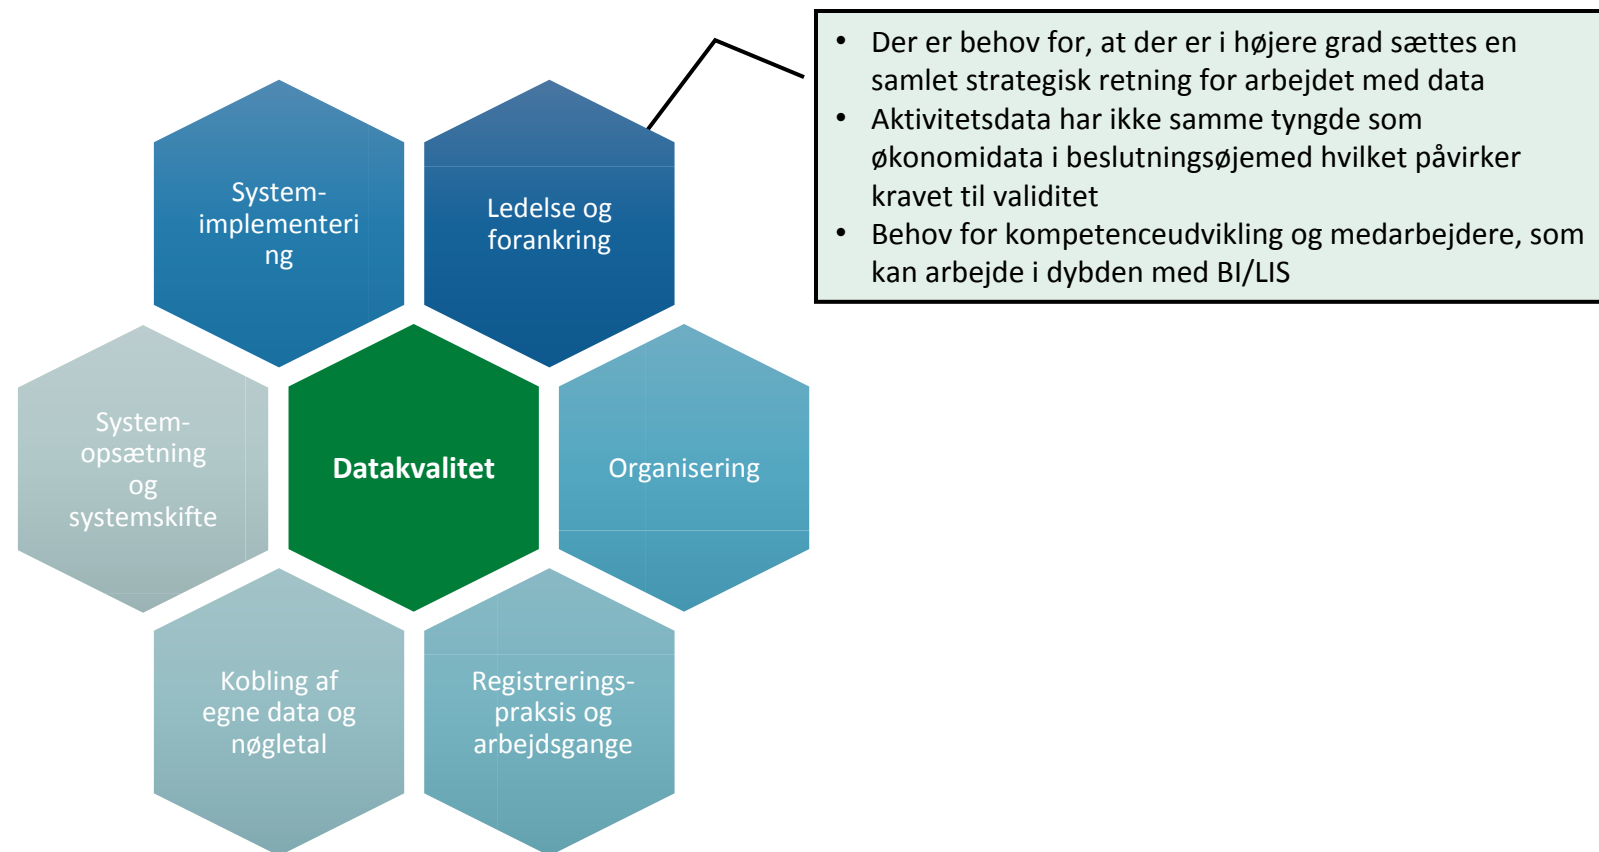 • Der er behov for, at der er i højere grad sættes en
samlet strategisk retning for arbejdet med data
• Aktivitetsdata har ikke samme tyngde som
økonomidata i beslutningsøjemed hvilket påvirker
kravet til validitet
• Behov for kompetenceudvikling og medarbejdere, som
kan arbejde i dybden med BI/LIS
System-
implementeri
ng
Ledelse og
forankring
System-
opsætning
og
systemskifte
Datakvalitet
Organisering
Kobling af
egne data og
nøgletal
Registrerings-
praksis og
arbejdsgange